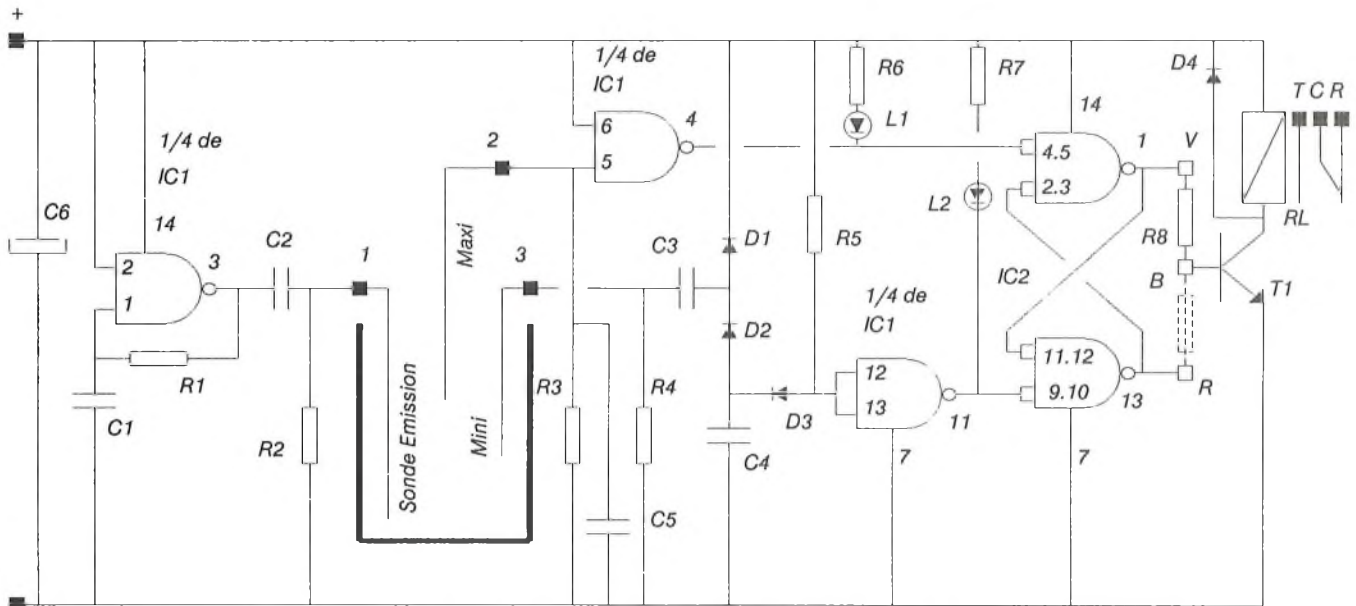 +
1/4 de
IC1
R6
R7
D4
T C R
14
1/4 de
IC1
6
5
4
L1
4.5
2.3
1
V
2
L2
C6
14
C2
1
Maxi
3
C3
D1
R5
R8
RL
2
1
3
Mini
D2
1/4 de
IC1
IC2
B
T1
R1
C1
R2
Sonde Emission
R3
R4
D3
12
13
11
11.12
9.10
13
R
C4
7
7
C5